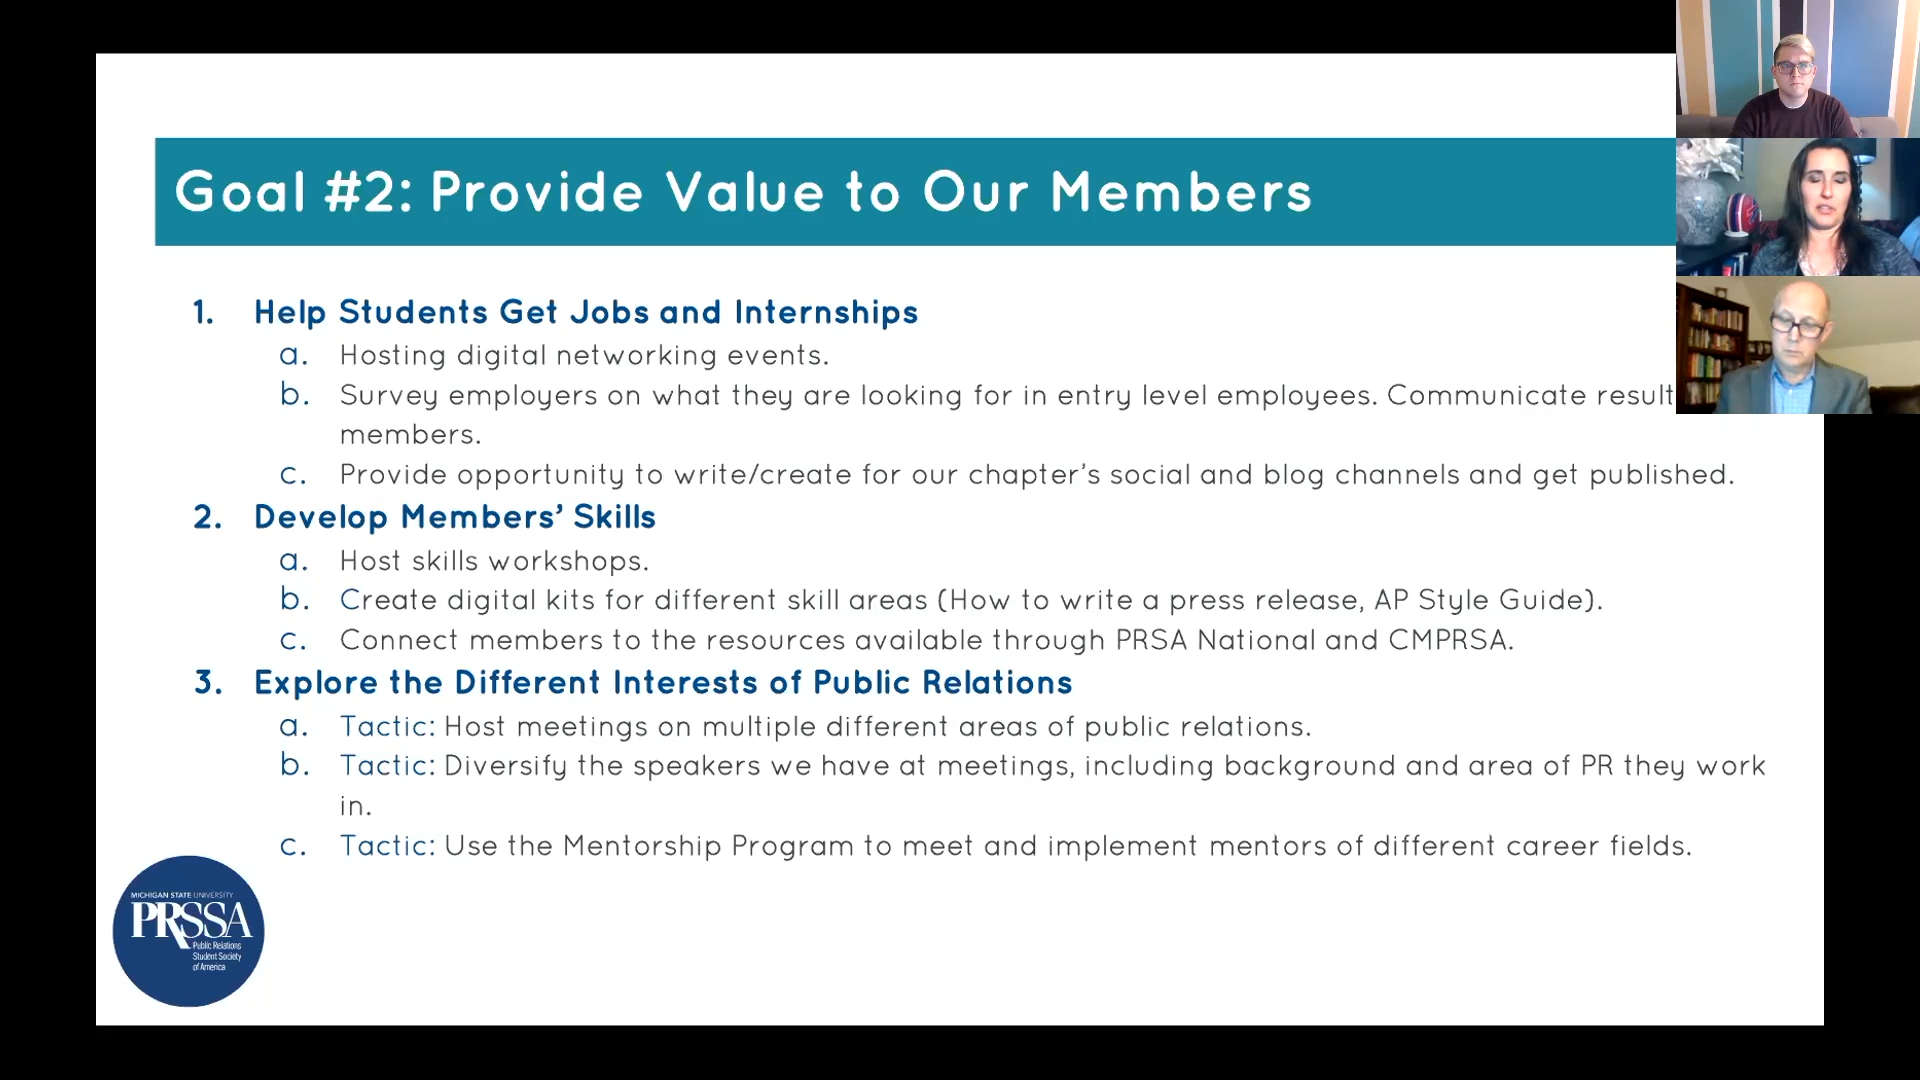 Goal #2: Provide Value to Our Members
1. Help Students Get Jobs and Internships
a. Hosting digital networking events.
b. Survey employers on what they are looking for in entry level employees. Communicate result
members.
c. Provide opportunity to write/create for our chapter’s social and blog channels and get published.
2. Develop Members’ Skills
a. Host skills workshops.
b. Create digital kits for different skill areas (How to write a press release, AP Style Guide).
c. Connect members to the resources available through PRSA National and CMPRSA.
3. Explore the Different Interests of Public Relations
a. Tactic: Host meetings on multiple different areas of public relations.
b. Tactic: Diversify the speakers we have at meetings, including background and area of PR they work
in.
c. Tactic: Use the Mentorship Program to meet and implement mentors of different career fields.
MICHIGAN STATE UNIVERSITY
PRSSA
Public Relations
Student Society
of America